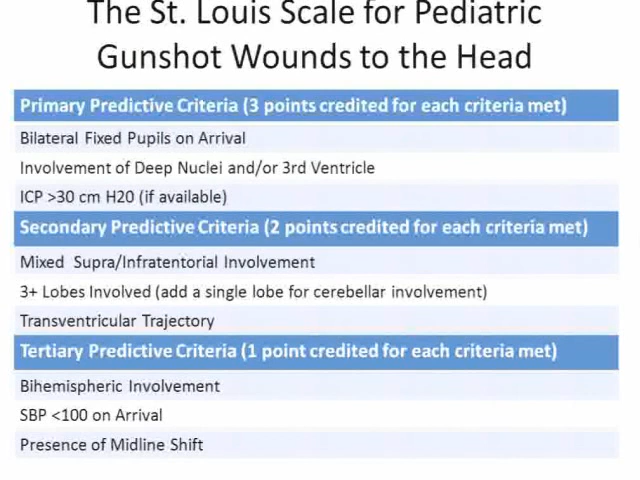 The St. Louis Scale for Pediatric
Gunshot Wounds to the Head
Primary Predictive Criteria (3 points credited for each criteria met)
Bilateral Fixed Pupils on Arrival
Involvement of Deep Nuclei and/or 3rd Ventricle
ICP >30 cm H20 (if available)
Secondary Predictive Criteria (2 points credited for each criteria met)
Mixed Supra/Infratentorial Involvement
3+ Lobes Involved (add a single lobe for cerebellar involvement)
Transventricular Trajectory
Tertiary Predictive Criteria (1 point credited for each criteria met)
Bihemispheric Involvement
SBP <100 on Arrival
Presence of Midline Shift